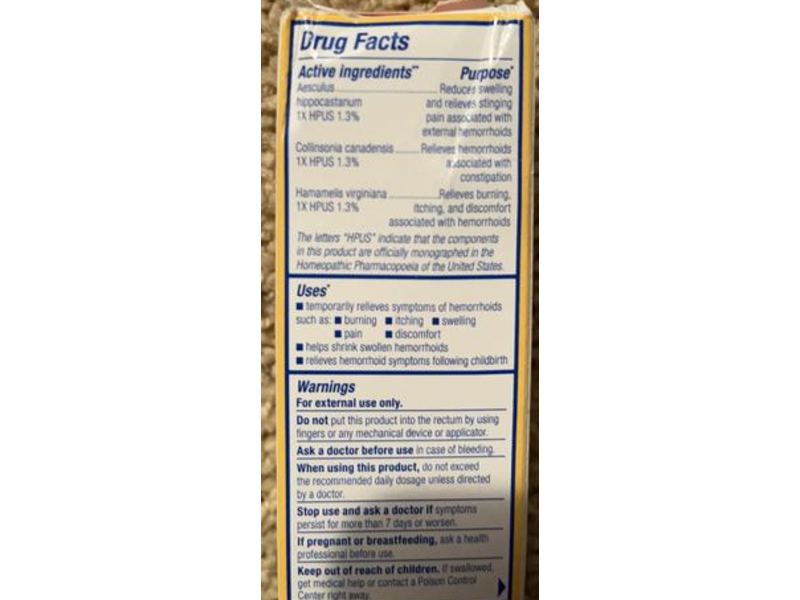 Drug Facts
Active ingredients** Purpose*
Aesculus Reduces swelling
hippocastanum and relieves stinging
1X HPUS 1.3% pain associated with
external hemorrhoids
Collinsonia canadensis Relieves hemorrhoids
1X HPUS 1.3% associated with
constipation
Hamamelis virginiana Relieves burning,
1X HPUS 1.3% itching, and discomfort
associated with hemorrhoids
The letters "HPUS" indicate that the components
in this product are officially monographed in the
Homeopathic Pharmacopoeia of the United States.
Uses*
■ temporarily relieves symptoms of hemorrhoids
such as: ■ burning ■ itching ■ swelling
■ pain ■ discomfort
■ helps shrink swollen hemorrhoids
■ relieves hemorrhoid symptoms following childbirth
Warnings
For external use only.
Do not put this product into the rectum by using
fingers or any mechanical device or applicator.
Ask a doctor before use in case of bleeding.
When using this product, do not exceed
the recommended daily dosage unless directed
by a doctor.
Stop use and ask a doctor if symptoms
persist for more than 7 days or worsen.
If pregnant or breastfeeding, ask a health
professional before use.
Keep out of reach of children. If swallowed,
get medical help or contact a Poison Control
Center right away.